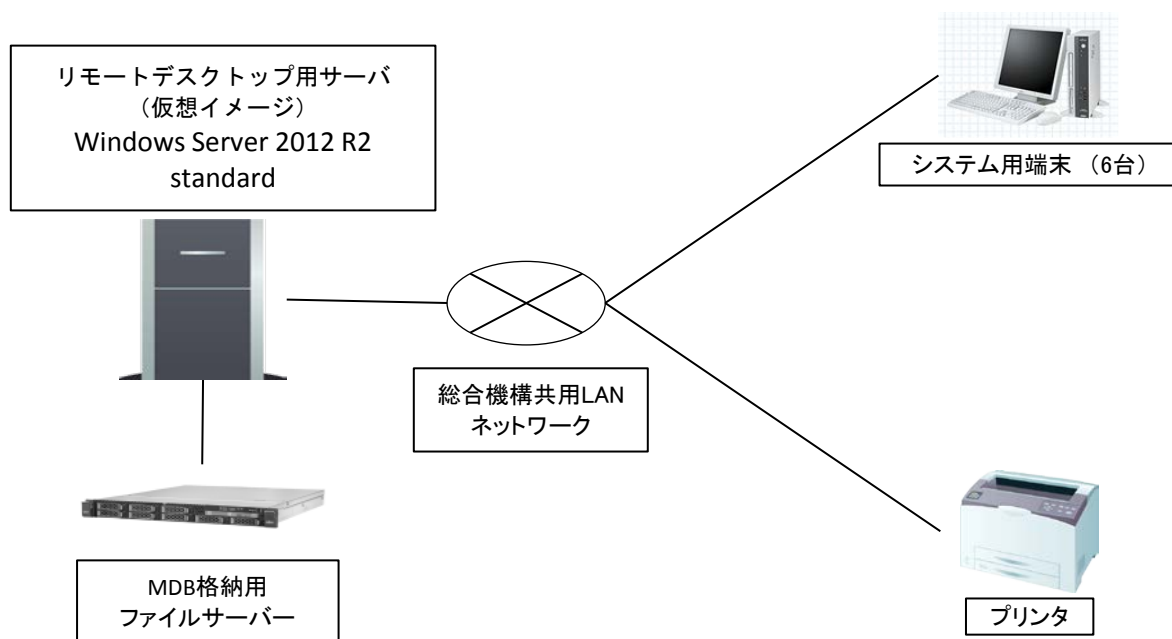 リモートデスクトップ用サーバ
（仮想イメージ）
Windows Server 2012 R2
standard
システム用端末 （6台）
総合機構共用LAN
ネットワーク
MDB格納用
ファイルサーバー
プリンタ